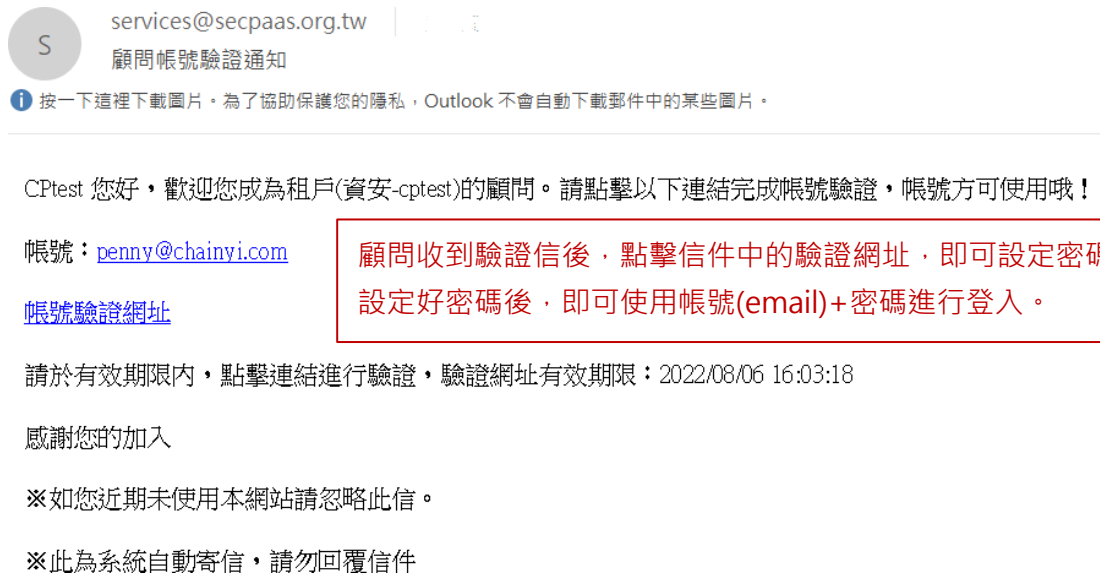 S
services@secpaas.org.tw
顧問帳號驗證通知
按一下這裡下載圖片。為了協助保護您的隱私，Outlook 不會自動下載郵件中的某些圖片。
CPtest 您好，歡迎您成為租戶(資安-cptest)的顧問。請點擊以下連結完成帳號驗證，帳號方可使用哦！
帳號：penny@chainyi.com
顧問收到驗證信後，點擊信件中的驗證網址，即可設定密碼
設定好密碼後，即可使用帳號(email)+密碼進行登入。
帳號驗證網址
請於有效期限內，點擊連結進行驗證，驗證網址有效期限：2022/08/06 16:03:18
感謝您的加入
※如您近期未使用本網站請忽略此信。
※此為系統自動寄信，請勿回覆信件